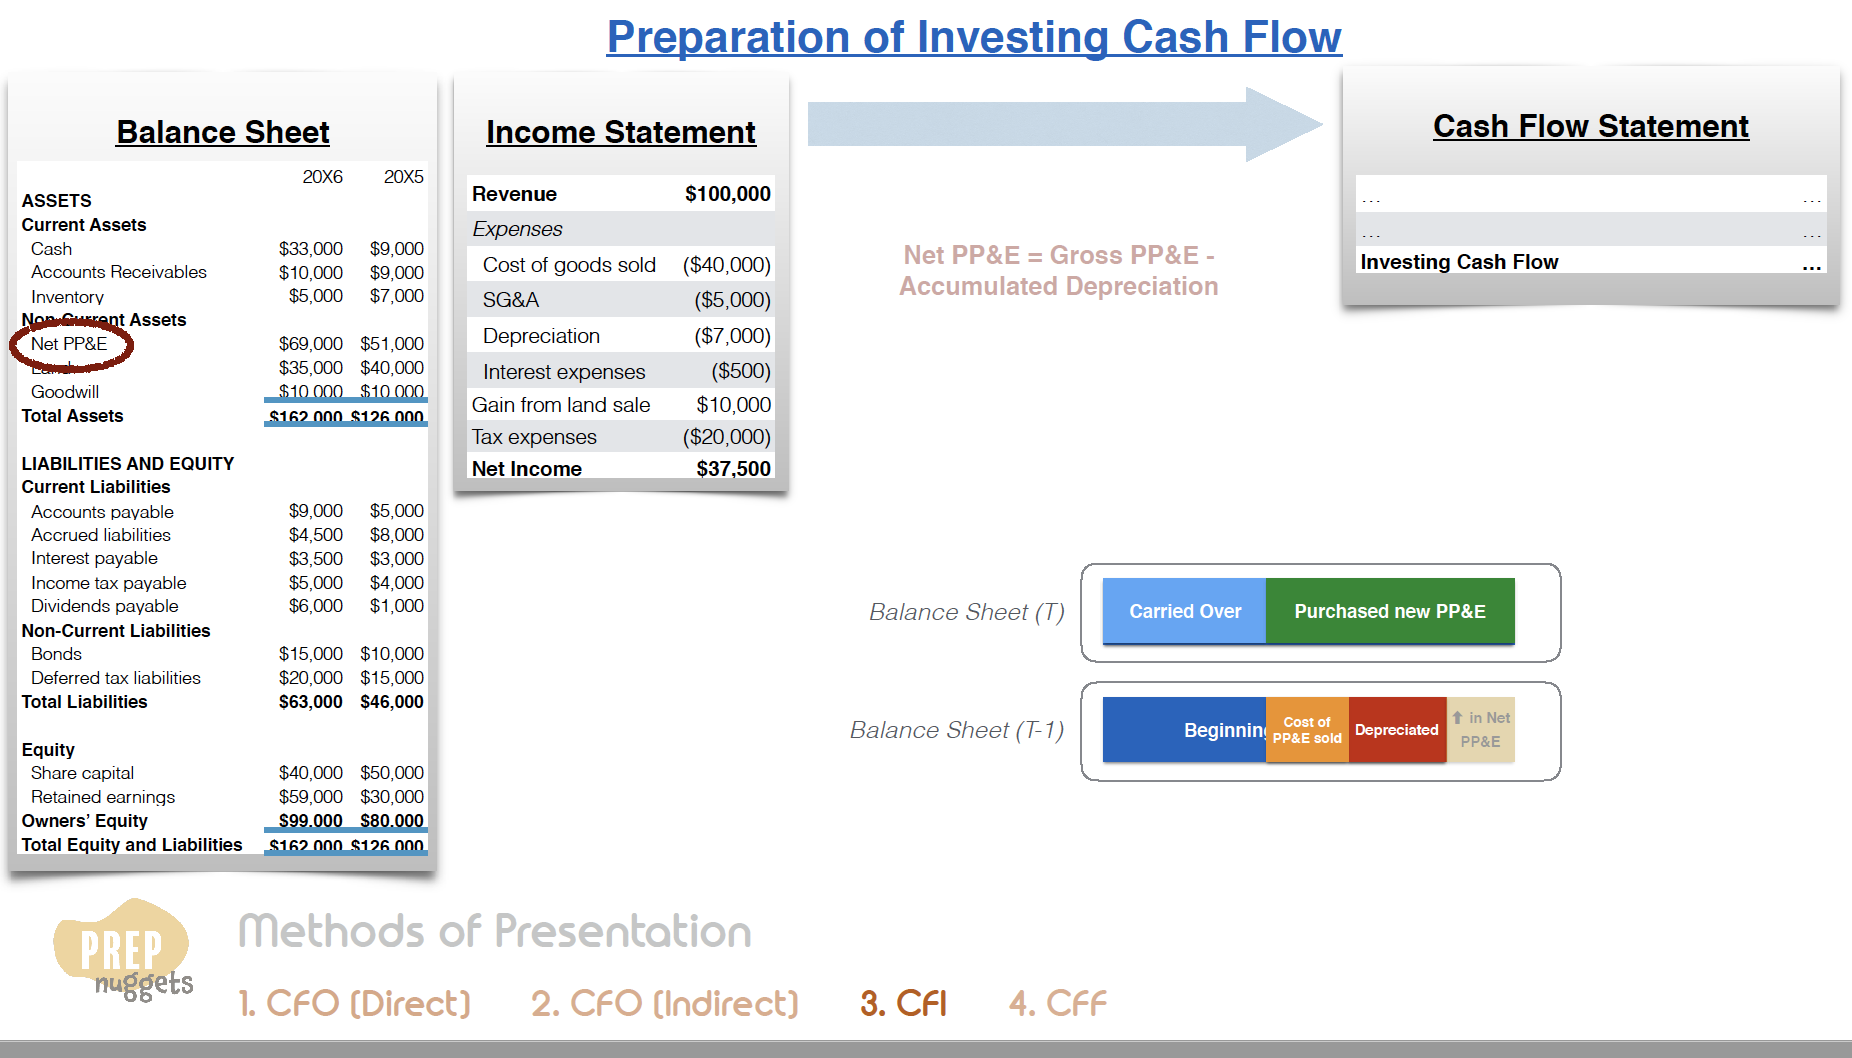 Preparation of Investing Cash Flow
Balance Sheet
20X6 20X5
ASSETS
Current Assets
Cash $33,000 $9,000
Accounts Receivables $10,000 $9,000
Inventory $5,000 $7,000
Non-Current Assets
Net PP&E $69,000 $51,000
Land $35,000 $40,000
Goodwill $10,000 $10,000
Total Assets $162,000 $126,000
LIABILITIES AND EQUITY
Current Liabilities
Accounts payable $9,000 $5,000
Accrued liabilities $4,500 $8,000
Interest payable $3,500 $3,000
Income tax payable $5,000 $4,000
Dividends payable $6,000 $1,000
Non-Current Liabilities
Bonds $15,000 $10,000
Deferred tax liabilities $20,000 $15,000
Total Liabilities $63,000 $46,000
Equity
Share capital $40,000 $50,000
Retained earnings $59,000 $30,000
Owners' Equity $99,000 $80,000
Total Equity and Liabilities $162,000 $126,000
Income Statement
Revenue $100,000
Expenses
Cost of goods sold ($40,000)
SG&A ($5,000)
Depreciation ($7,000)
Interest expenses ($500)
Gain from land sale $10,000
Tax expenses ($20,000)
Net Income $37,500
Net PP&E = Gross PP&E -
Accumulated Depreciation
Cash Flow Statement
... ...
... ...
Investing Cash Flow ...
Balance Sheet (T)
Carried Over
Purchased new PP&E
Balance Sheet (T-1)
Beginning
Cost of
PP&E sold
Depreciated
⬆ in Net
PP&E
PREP
nuggets
Methods of Presentation
1. CFO (Direct) 2. CFO (Indirect) 3. CFI 4. CFF